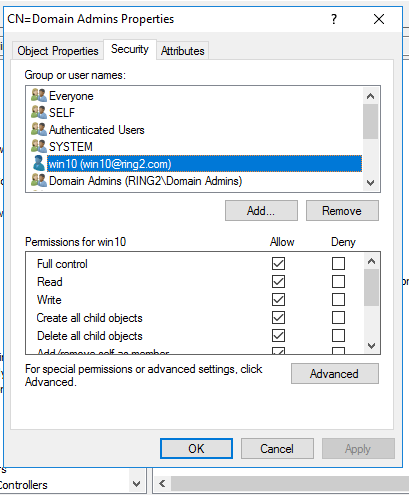 CN=Domain Admins Properties
Object Properties Security Attributes
Group or user names:
Everyone
SELF
Authenticated Users
SYSTEM
win10 (win10@ring2.com)
Domain Admins (RING2\Domain Admins)
Add... Remove
Permissions for win10 Allow Deny
Full control
Read
Write
Create all child objects
Delete all child objects
Add/remove self as member
For special permissions or advanced settings, click
Advanced.
Advanced
OK Cancel Apply
Controllers